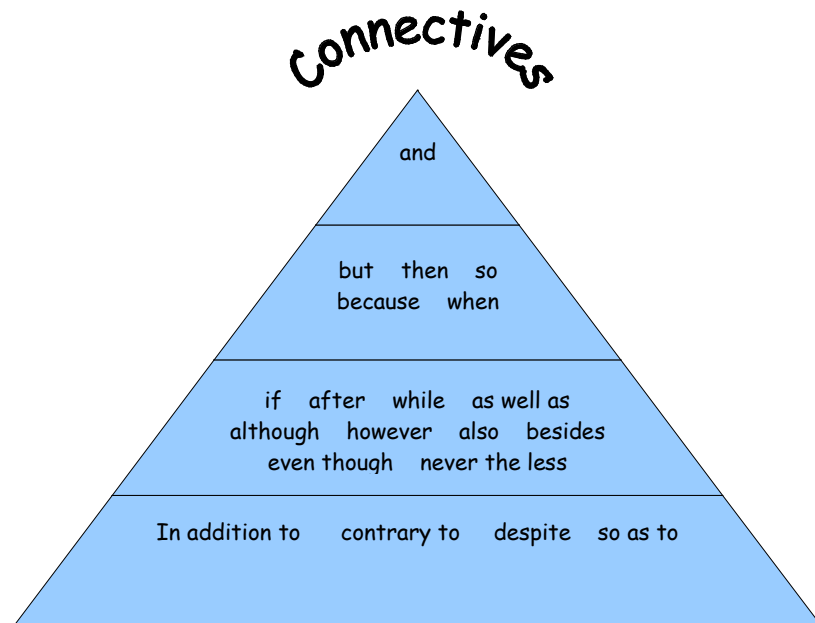 Connectives
and
but then so
because when
if after while as well as
although however also besides
even though never the less
In addition to contrary to despite so as to